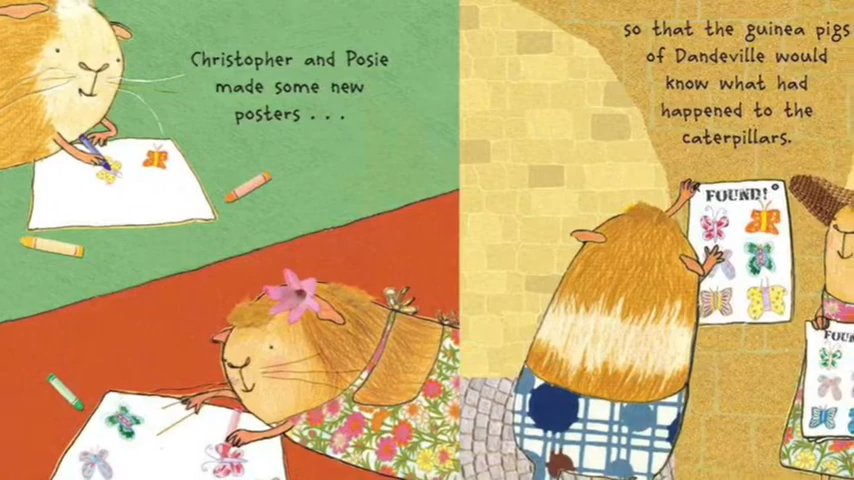 Christopher and Posie
made some new
posters . . .
so that the guinea pigs
of Dandeville would
know what had
happened to the
caterpillars.
FOUND!
FOUN